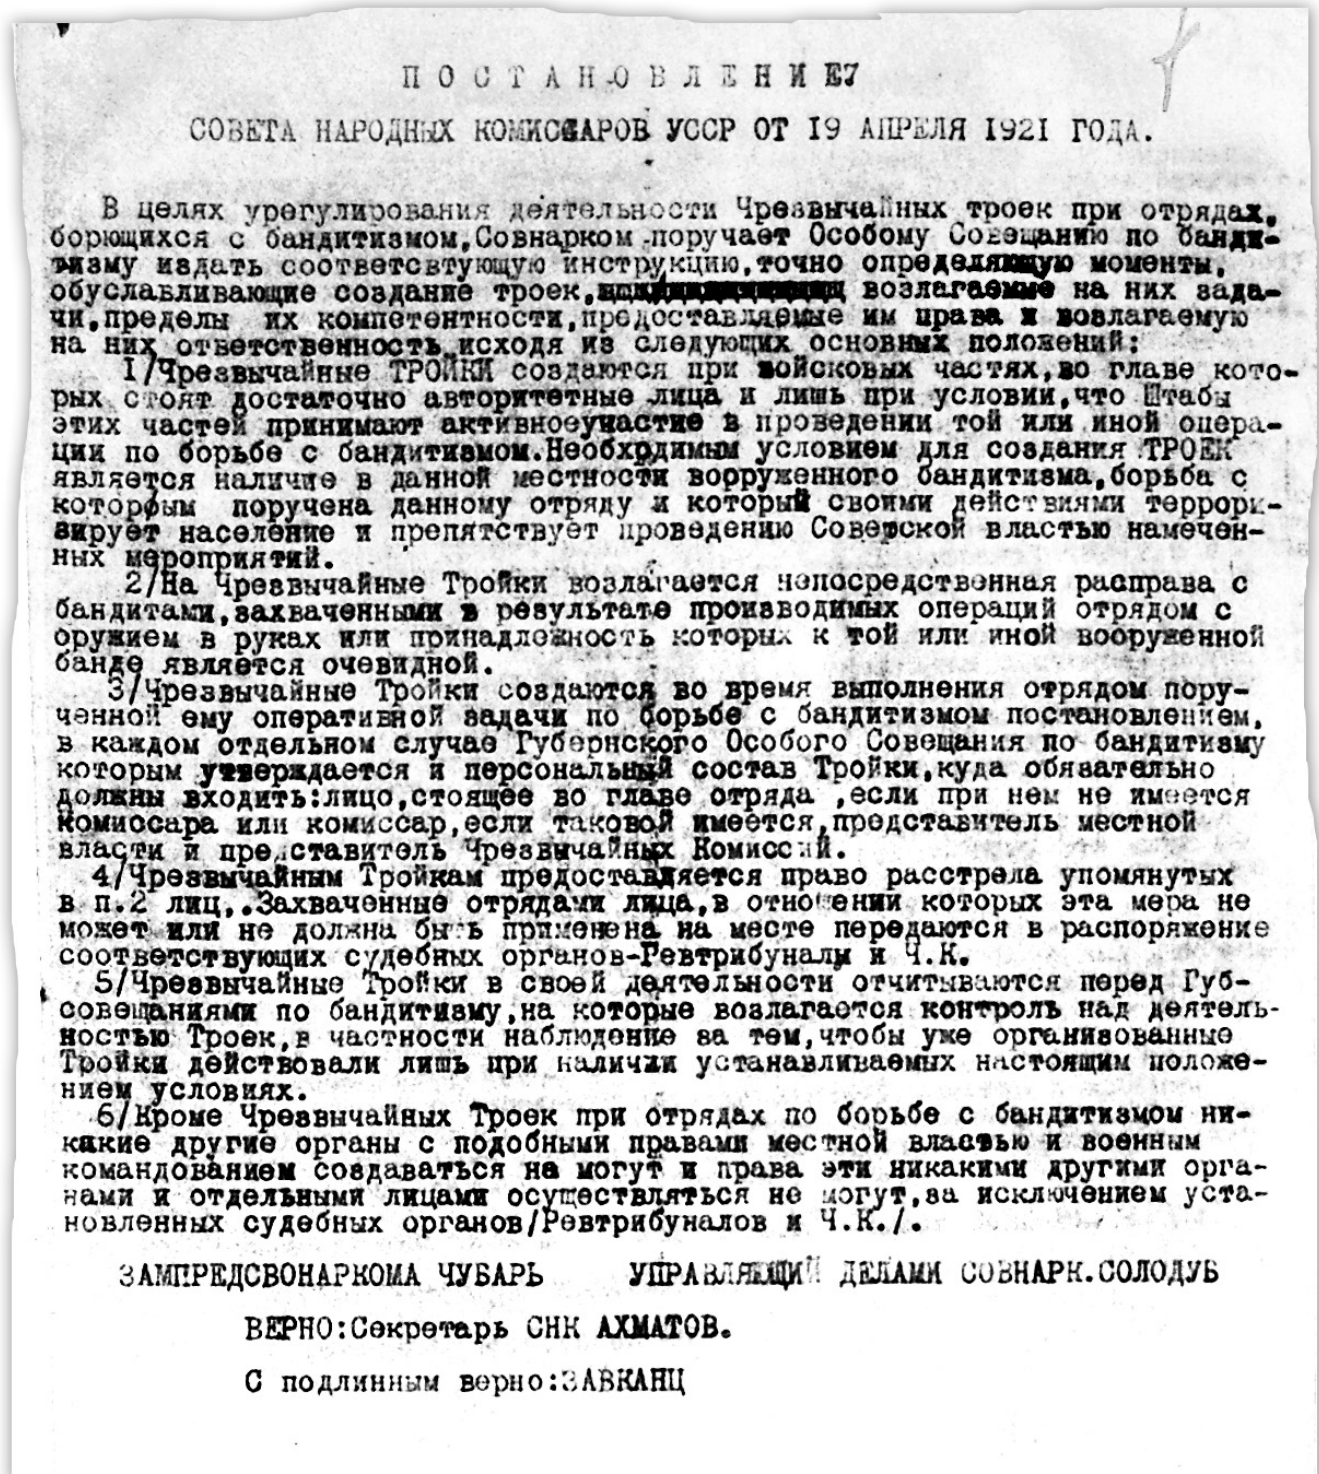 П О С Т А Н О В Л Е Н И Е7
СОВЕТА НАРОДНЫХ КОМИССАРОВ УССР ОТ I9 АПРЕЛЯ I92I ГОДА.
В целях урегулирования деятельности Чрезвычайных троек при отрядах,
борющихся с бандитизмом,Совнарком поручает Особому Совещанию по банди-
тизму издать соответсвтующую инструкцию,точно определяющую моменты,
обуславливающие создание троек, возлагаемые на них зада-
чи,пределы их компетентности,предоставляемые им права и возлагаемую
на них ответственность,исходя из следующих основных положений:
I/Чрезвычайные ТРОЙКИ создаются при войсковых частях,во главе кото-
рых стоят достаточно авторитетные лица и лишь при условии,что Штабы
этих частей принимают активноеучастие в проведении той или иной опера-
ции по борьбе с бандитизмом.Необходимым условием для создания ТРОЕК
является наличие в данной местности ворруженного бандитизма,борьба с
которфым поручена данному отряду и который своими действиями террори-
зирует население и препятствует проведению Советской властью намечен-
ных мероприятий.
2/На Чрезвычайные Тройки возлагается непосредственная расправа с
бандитами,захваченными в результате производимых операций отрядом с
оружием в руках или принадлежность которых к той или иной вооруженной
банде является очевидной.
3/Чрезвычайные Тройки создаются во время выполнения отрядом пору-
ченной ему оперативной задачи по борьбе с бандитизмом постановлением,
в каждом отдельном случае Губернского Особого Совещания по бандитизму
которым утверждается и персональный состав Тройки,куда обязательно
должны входить:лицо,стоящее во главе отряда ,если при нем не имеется
Комиссара или комиссар,если таковой имеется,представитель местной
власти и представитель Чрезвычайных Комиссий.
4/Чрезвычайным Тройкам предоставляется право расстрела упомянутых
в п.2 лиц,.Захваченные отрядами лица,в отношении которых эта мера не
может или не должна быть применена на месте передаются в распоряжение
соответствующих судебных органов-Ревтрибуналы и Ч.К.
5/Чрезвычайные Тройки в своей деятельности отчитываются перед Губ-
совещаниями по бандитизму,на которые возлагается контроль над деятель-
ностью Троек,в частности наблюдение за тем,чтобы уже организованные
Тройки действовали лишь при наличии устанавливаемых настоящим положе-
нием условиях.
6/Кроме Чрезвычайных Троек при отрядах по борьбе с бандитизмом ни-
какие другие органы с подобными правами местной властью и военным
командованием создаваться не могут и права эти никакими другими орга-
нами и отдельными лицами осуществляться не могут,за исключением уста-
новленных судебных органов/Ревтрибуналов и Ч.К./.
ЗАМПРЕДСВОНАРКОМА ЧУБАРЬ УПРАВЛЯЮЩИЙ ДЕЛАМИ СОВНАРК.СОЛОДУБ
ВЕРНО:Секретарь СНК АХМАТОВ.
С подлинным верно:ЗАВКАНЦ